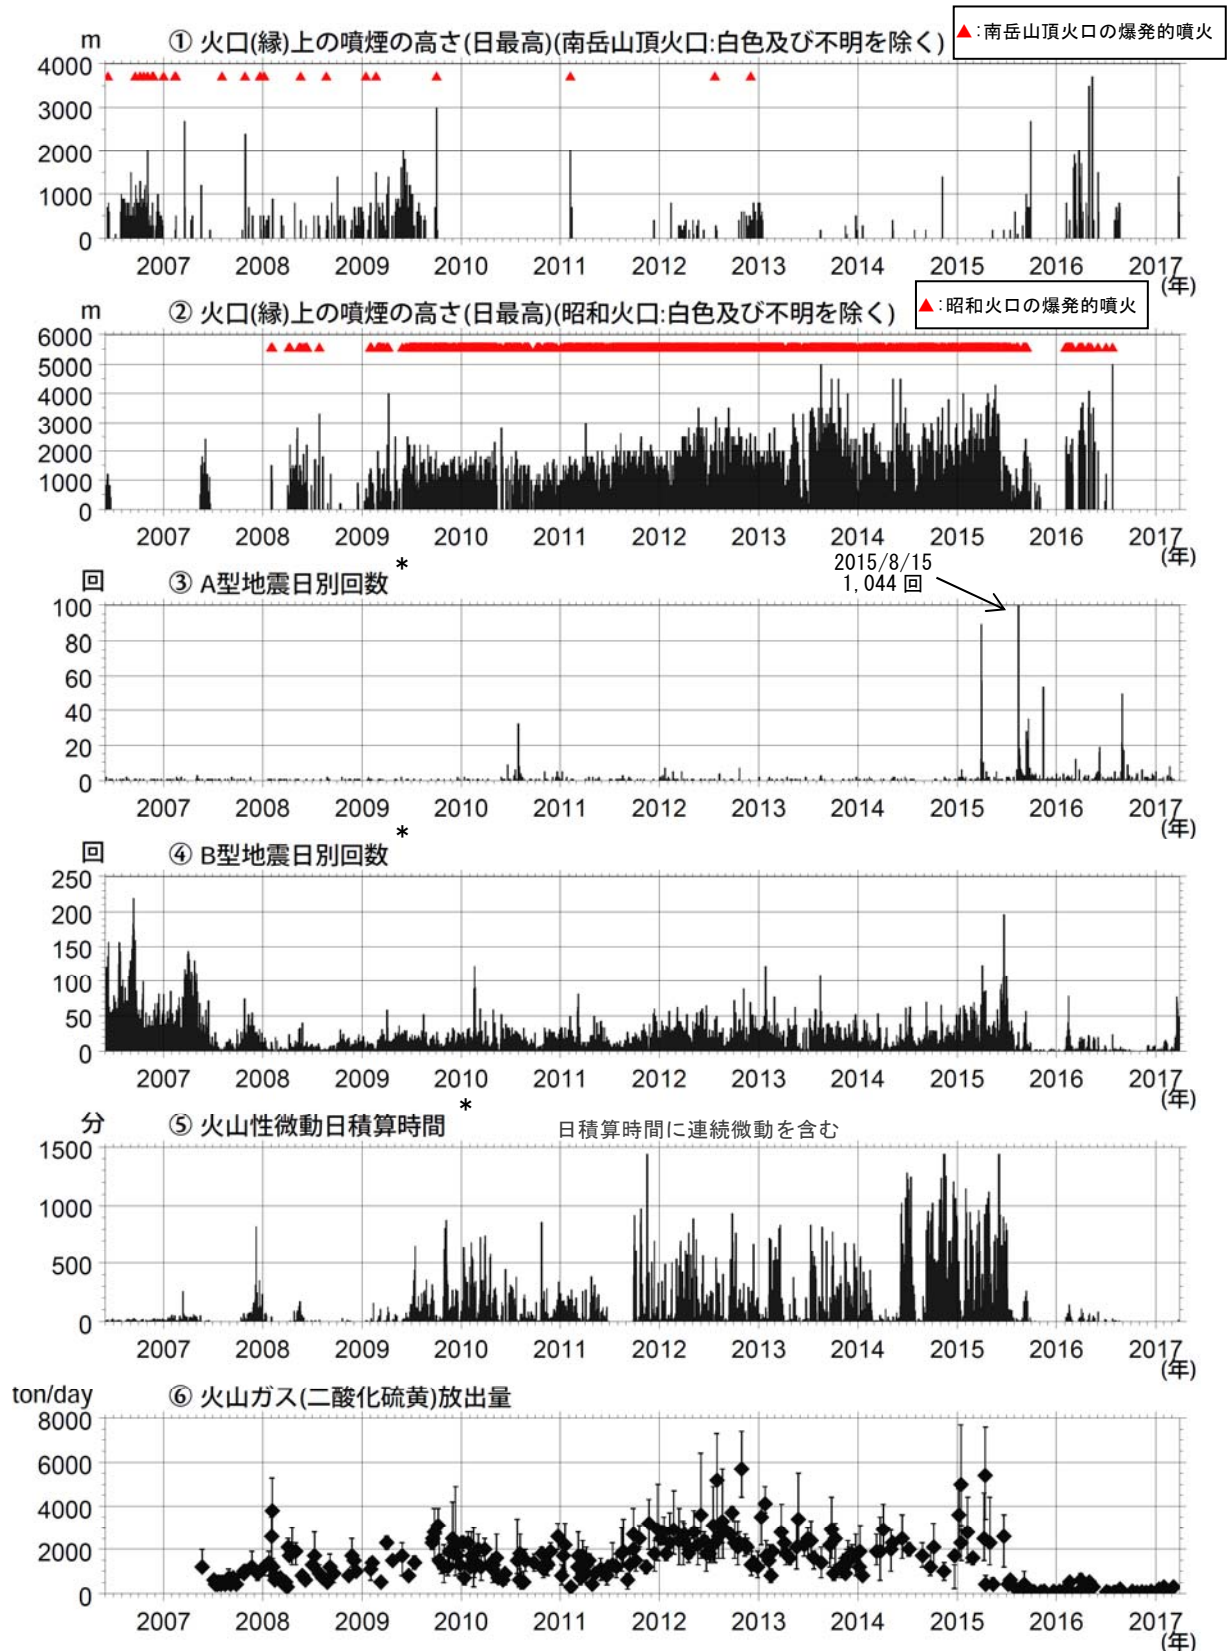 ▲:南岳山頂火口の爆発的噴火
m ① 火口(縁)上の噴煙の高さ(日最高)(南岳山頂火口:白色及び不明を除く)
4000
3000
2000
1000
0
2007 2008 2009 2010 2011 2012 2013 2014 2015 2016 2017
(年)
▲:昭和火口の爆発的噴火
m ② 火口(縁)上の噴煙の高さ(日最高)(昭和火口:白色及び不明を除く)
6000
5000
4000
3000
2000
1000
0
2007 2008 2009 2010 2011 2012 2013 2014 2015 2016 2017
(年)
回 ③ A型地震日別回数*
2015/8/15
1,044回
100
80
60
40
20
0
2007 2008 2009 2010 2011 2012 2013 2014 2015 2016 2017
(年)
回 ④ B型地震日別回数*
250
200
150
100
50
0
2007 2008 2009 2010 2011 2012 2013 2014 2015 2016 2017
(年)
分 ⑤ 火山性微動日積算時間* 日積算時間に連続微動を含む
1500
1000
500
0
2007 2008 2009 2010 2011 2012 2013 2014 2015 2016 2017
(年)
ton/day ⑥ 火山ガス(二酸化硫黄)放出量
8000
6000
4000
2000
0
2007 2008 2009 2010 2011 2012 2013 2014 2015 2016 2017
(年)